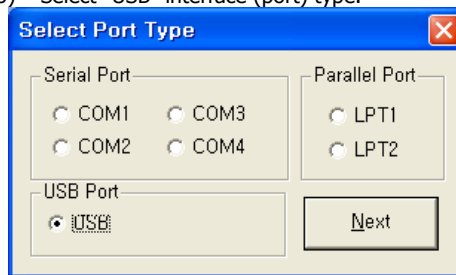 Select "USB" interface (port) type.
Select Port Type
Serial Port
COM1 COM3
COM2 COM4
Parallel Port
LPT1
LPT2
USB Port
USB
Next